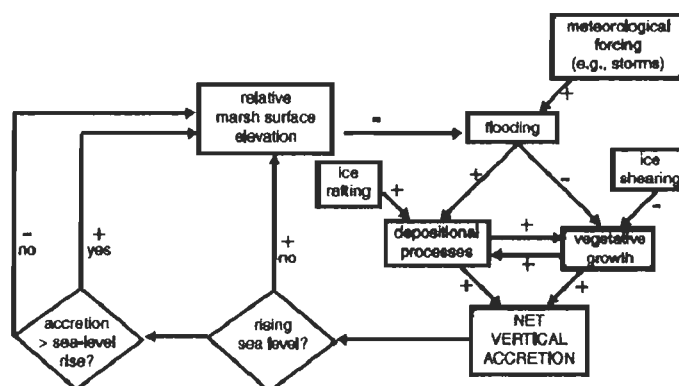 meteorological
forcing
(e.g., storms)
+
relative
marsh surface
elevation
-
flooding
ice
rafting
+
+
-
ice
shearing
-
depositional
processes
+
+
vegetative
growth
+
+
-
no
+
yes
+
no
accretion
> sea-level
rise?
rising
sea level?
NET
VERTICAL
ACCRETION